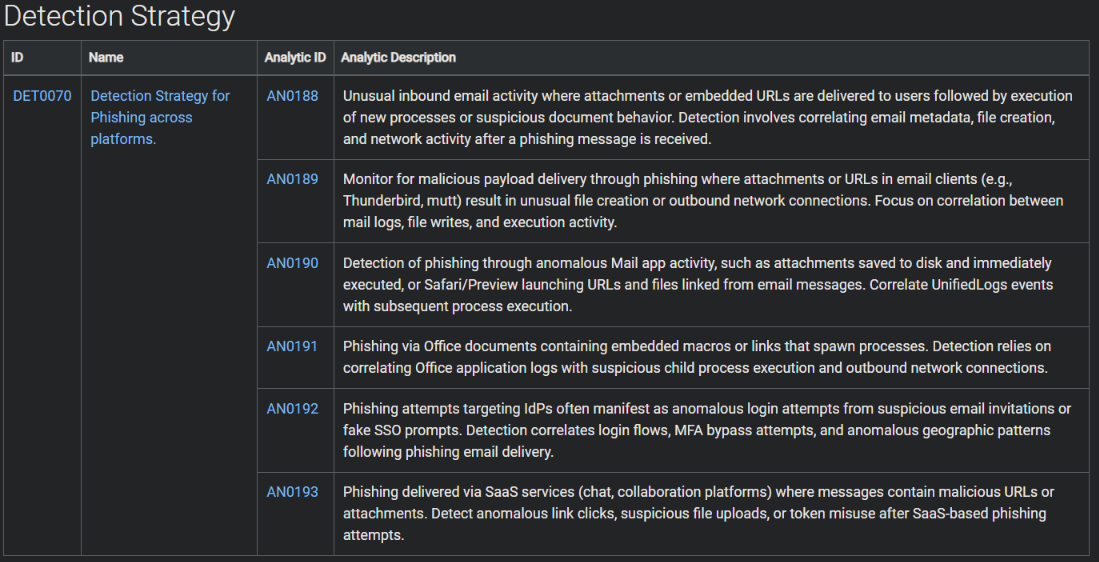 Detection Strategy
ID Name Analytic ID Analytic Description
DET0070 Detection Strategy for Phishing across platforms.
AN0188 Unusual inbound email activity where attachments or embedded URLs are delivered to users followed by execution
of new processes or suspicious document behavior. Detection involves correlating email metadata, file creation,
and network activity after a phishing message is received.
AN0189 Monitor for malicious payload delivery through phishing where attachments or URLs in email clients (e.g.,
Thunderbird, mutt) result in unusual file creation or outbound network connections. Focus on correlation between
mail logs, file writes, and execution activity.
AN0190 Detection of phishing through anomalous Mail app activity, such as attachments saved to disk and immediately
executed, or Safari/Preview launching URLs and files linked from email messages. Correlate UnifiedLogs events
with subsequent process execution.
AN0191 Phishing via Office documents containing embedded macros or links that spawn processes. Detection relies on
correlating Office application logs with suspicious child process execution and outbound network connections.
AN0192 Phishing attempts targeting IdPs often manifest as anomalous login attempts from suspicious email invitations or
fake SSO prompts. Detection correlates login flows, MFA bypass attempts, and anomalous geographic patterns
following phishing email delivery.
AN0193 Phishing delivered via SaaS services (chat, collaboration platforms) where messages contain malicious URLs or
attachments. Detect anomalous link clicks, suspicious file uploads, or token misuse after SaaS-based phishing
attempts.